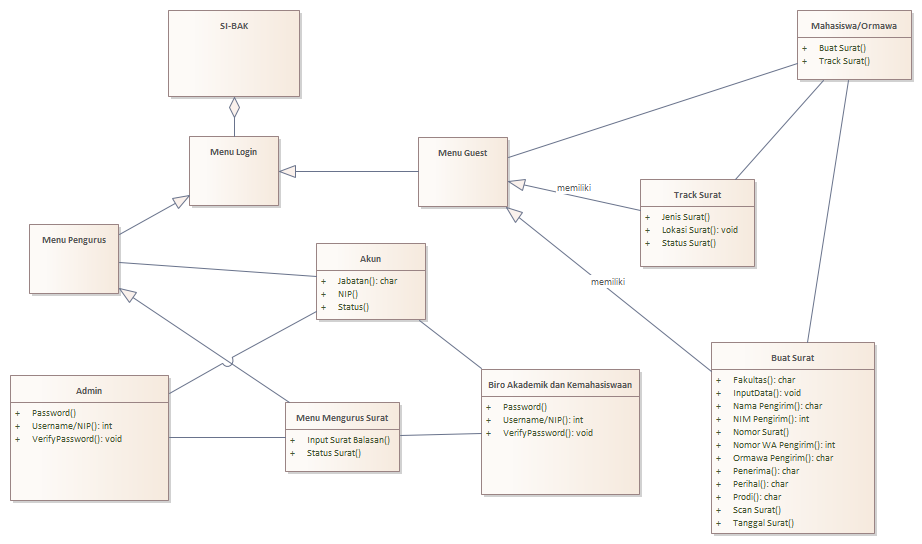 SI-BAK
Mahasiswa/Ormawa
+ Buat Surat()
+ Track Surat()
Menu Login
Menu Guest
memiliki
Track Surat
+ Jenis Surat()
+ Lokasi Surat(): void
+ Status Surat()
Menu Pengurus
Akun
+ Jabatan(): char
+ NIP()
+ Status()
memiliki
Buat Surat
+ Fakultas(): char
+ InputData(): void
+ Nama Pengirim(): char
+ NIM Pengirim(): int
+ Nomor Surat()
+ Nomor WA Pengirim(): int
+ Ormawa Pengirim(): char
+ Penerima(): char
+ Perihal(): char
+ Prodi(): char
+ Scan Surat()
+ Tanggal Surat()
Admin
+ Password()
+ Username/NIP(): int
+ VerifyPassword(): void
Menu Mengurus Surat
+ Input Surat Balasan()
+ Status Surat()
Biro Akademik dan Kemahasiswaan
+ Password()
+ Username/NIP(): int
+ VerifyPassword(): void